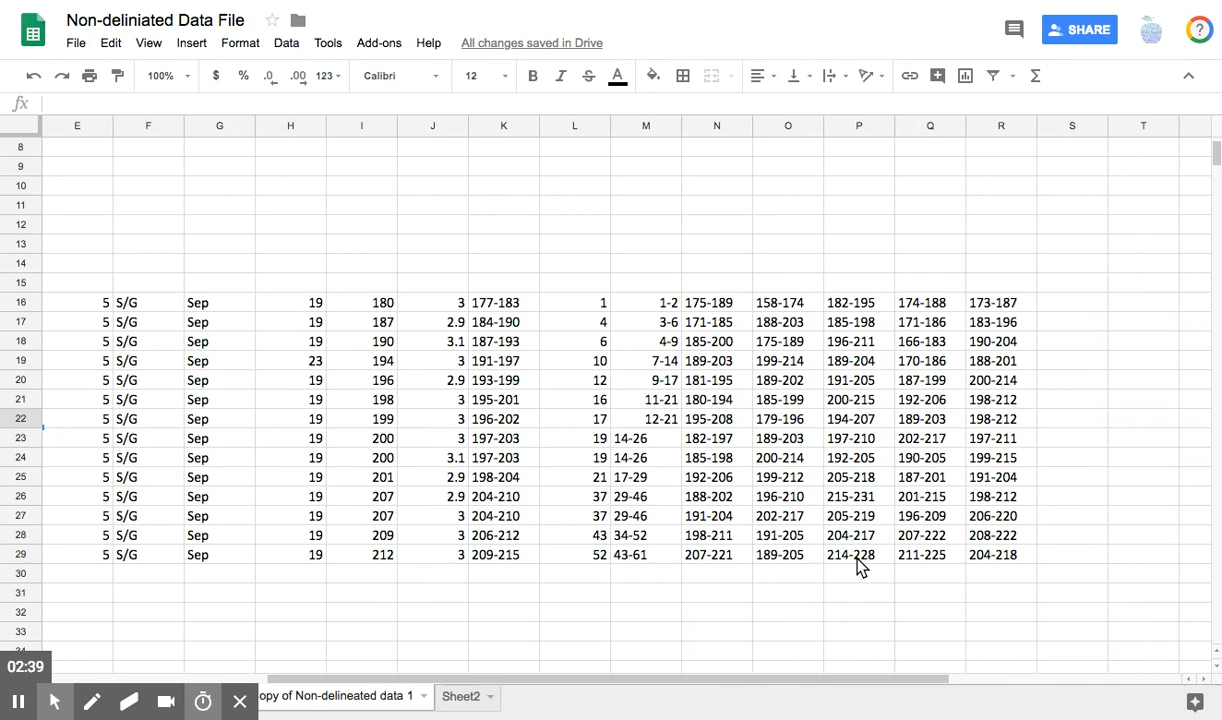 Non-deliniated Data File
File Edit View Insert Format Data Tools Add-ons Help All changes saved in Drive
SHARE
100% $ % .0 .00 123 Calibri 12 B I S A Σ
fx
E F G H I J K L M N O P Q R S T
8
9
10
11
12
13
14
15
16 5 S/G Sep 19 180 3 177-183 1 1-2 175-189 158-174 182-195 174-188 173-187
17 5 S/G Sep 19 187 2.9 184-190 4 3-6 171-185 188-203 185-198 171-186 183-196
18 5 S/G Sep 19 190 3.1 187-193 6 4-9 185-200 175-189 196-211 166-183 190-204
19 5 S/G Sep 23 194 3 191-197 10 7-14 189-203 199-214 189-204 170-186 188-201
20 5 S/G Sep 19 196 2.9 193-199 12 9-17 181-195 189-202 191-205 187-199 200-214
21 5 S/G Sep 19 198 3 195-201 16 11-21 180-194 185-199 200-215 192-206 198-212
22 5 S/G Sep 19 199 3 196-202 17 12-21 195-208 179-196 194-207 189-203 198-212
23 5 S/G Sep 19 200 3 197-203 19 14-26 182-197 189-203 197-210 202-217 197-211
24 5 S/G Sep 19 200 3.1 197-203 19 14-26 185-198 200-214 192-205 190-205 199-215
25 5 S/G Sep 19 201 2.9 198-204 21 17-29 192-206 199-212 205-218 187-201 191-204
26 5 S/G Sep 19 207 2.9 204-210 37 29-46 188-202 196-210 215-231 201-215 198-212
27 5 S/G Sep 19 207 3 204-210 37 29-46 191-204 202-217 205-219 196-209 206-220
28 5 S/G Sep 19 209 3 206-212 43 34-52 198-211 191-205 204-217 207-222 208-222
29 5 S/G Sep 19 212 3 209-215 52 43-61 207-221 189-205 214-228 211-225 204-218
30
31
32
33
02:39
opy of Non-delineated data 1 Sheet2